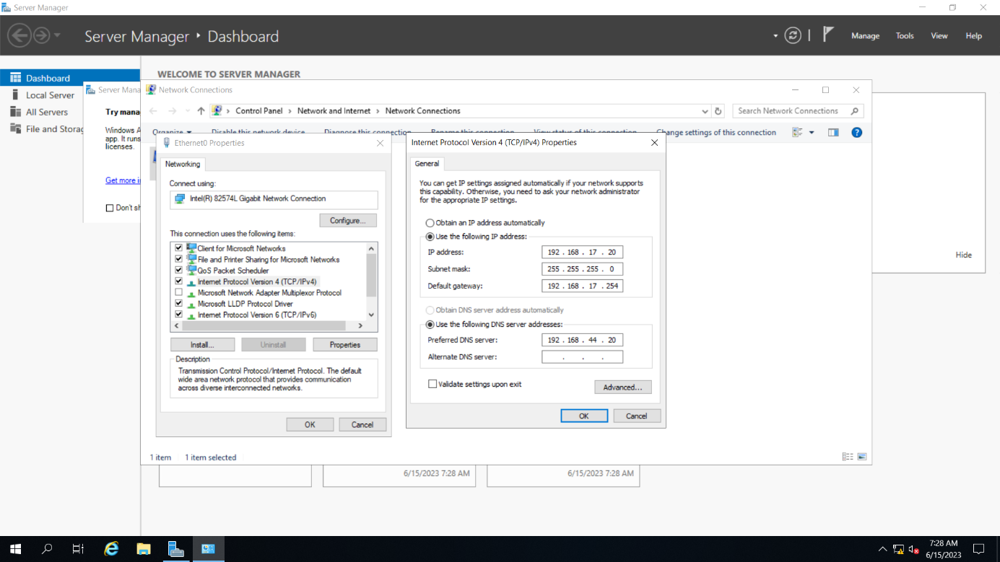 Server Manager
Server Manager • Dashboard
Manage Tools View Help
Dashboard
Local Server
All Servers
File and Storag
WELCOME TO SERVER MANAGER
Server Mana
Try mana
Windows A
app. It runs
licenses.
Get more i
Don't sh
Network Connections
Control Panel > Network and Internet > Network Connections
Search Network Connections
Organize Disable this network device Diagnose this connection Rename this connection View status of this connection Change settings of this connection
Ethernet0 Properties
Networking
Connect using:
Intel(R) 82574L Gigabit Network Connection
Configure...
This connection uses the following items:
Client for Microsoft Networks
File and Printer Sharing for Microsoft Networks
QoS Packet Scheduler
Internet Protocol Version 4 (TCP/IPv4)
Microsoft Network Adapter Multiplexor Protocol
Microsoft LLDP Protocol Driver
Internet Protocol Version 6 (TCP/IPv6)
Install... Uninstall Properties
Description
Transmission Control Protocol/Internet Protocol. The default
wide area network protocol that provides communication
across diverse interconnected networks.
OK Cancel
Internet Protocol Version 4 (TCP/IPv4) Properties
General
You can get IP settings assigned automatically if your network supports
this capability. Otherwise, you need to ask your network administrator
for the appropriate IP settings.
Obtain an IP address automatically
Use the following IP address:
IP address: 192 . 168 . 17 . 20
Subnet mask: 255 . 255 . 255 . 0
Default gateway: 192 . 168 . 17 . 254
Obtain DNS server address automatically
Use the following DNS server addresses:
Preferred DNS server: 192 . 168 . 44 . 20
Alternate DNS server: . . .
Validate settings upon exit
Advanced...
OK Cancel
Hide
1 item 1 item selected
6/15/2023 7:28 AM 6/15/2023 7:28 AM
7:28 AM
6/15/2023